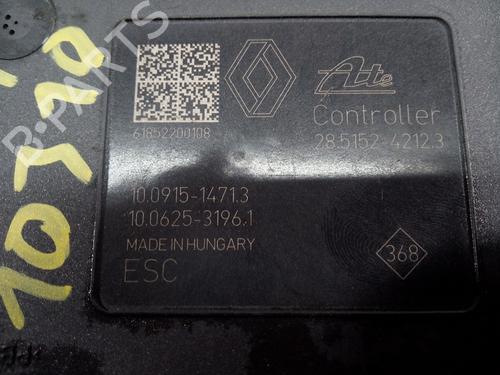 61852200108
Ate
Controller
28.5152-4212.3
10.0915-1471.3
10.0625-3196.1
MADE IN HUNGARY
ESC
368
B-PARTS